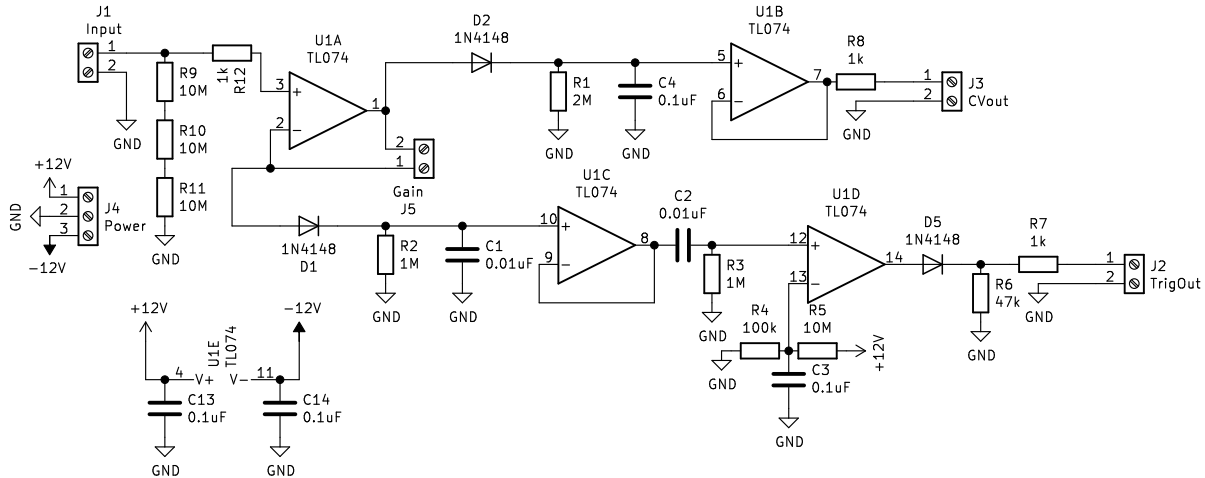 J1
Input
1
2
GND
R9
10M
R10
10M
R11
10M
GND
1k
R12
U1A
TL074
3
+
2
−
1
2
1
Gain
J5
D2
1N4148
R1
2M
GND
C4
0.1uF
GND
U1B
TL074
5
+
6
−
7
R8
1k
GND
1
2
J3
CVout
+12V
GND
−12V
1
2
3
J4
Power
1N4148
D1
R2
1M
GND
C1
0.01uF
GND
U1C
TL074
10
+
9
−
8
C2
0.01uF
R3
1M
GND
U1D
TL074
12
+
13
−
14
R4
100k
GND
R5
10M
+12V
C3
0.1uF
GND
D5
1N4148
R6
47k
GND
R7
1k
GND
1
2
J2
TrigOut
+12V
U1E
TL074
−12V
4
V+
V−
11
C13
0.1uF
GND
C14
0.1uF
GND